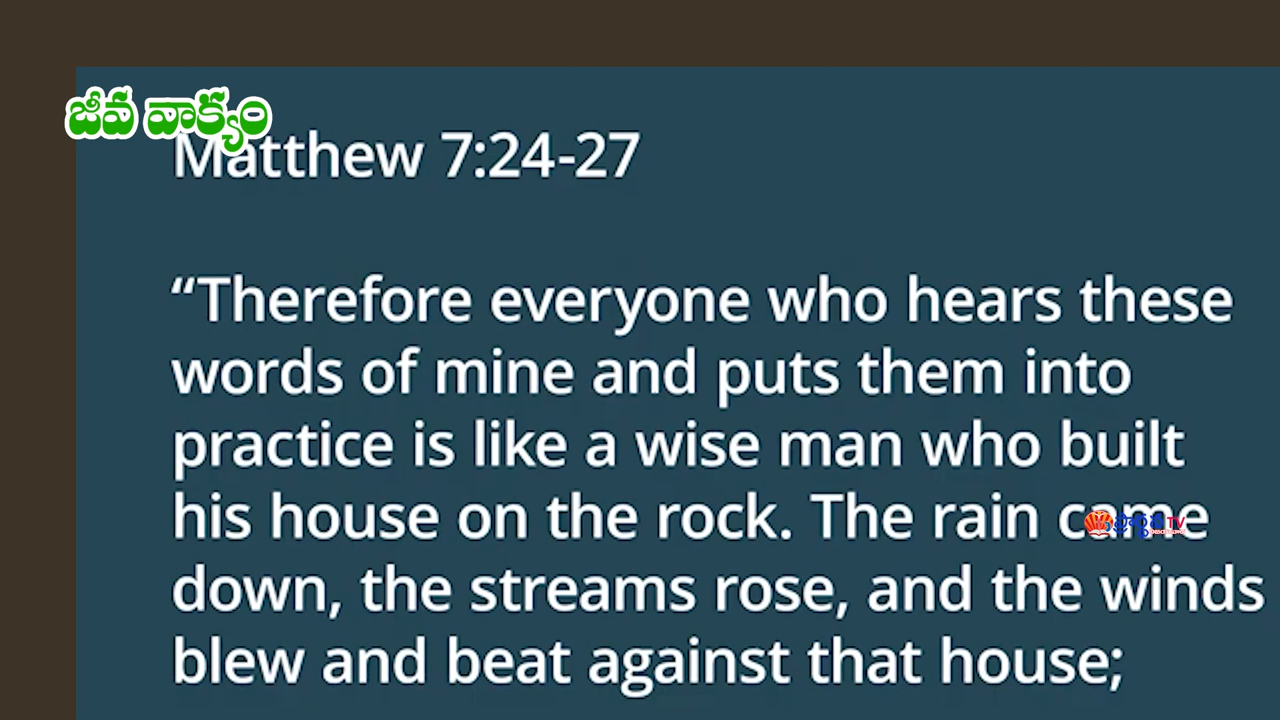 జీవ వాక్యం
Matthew 7:24-27
“Therefore everyone who hears these
words of mine and puts them into
practice is like a wise man who built
his house on the rock. The rain came
down, the streams rose, and the winds
blew and beat against that house;
TV